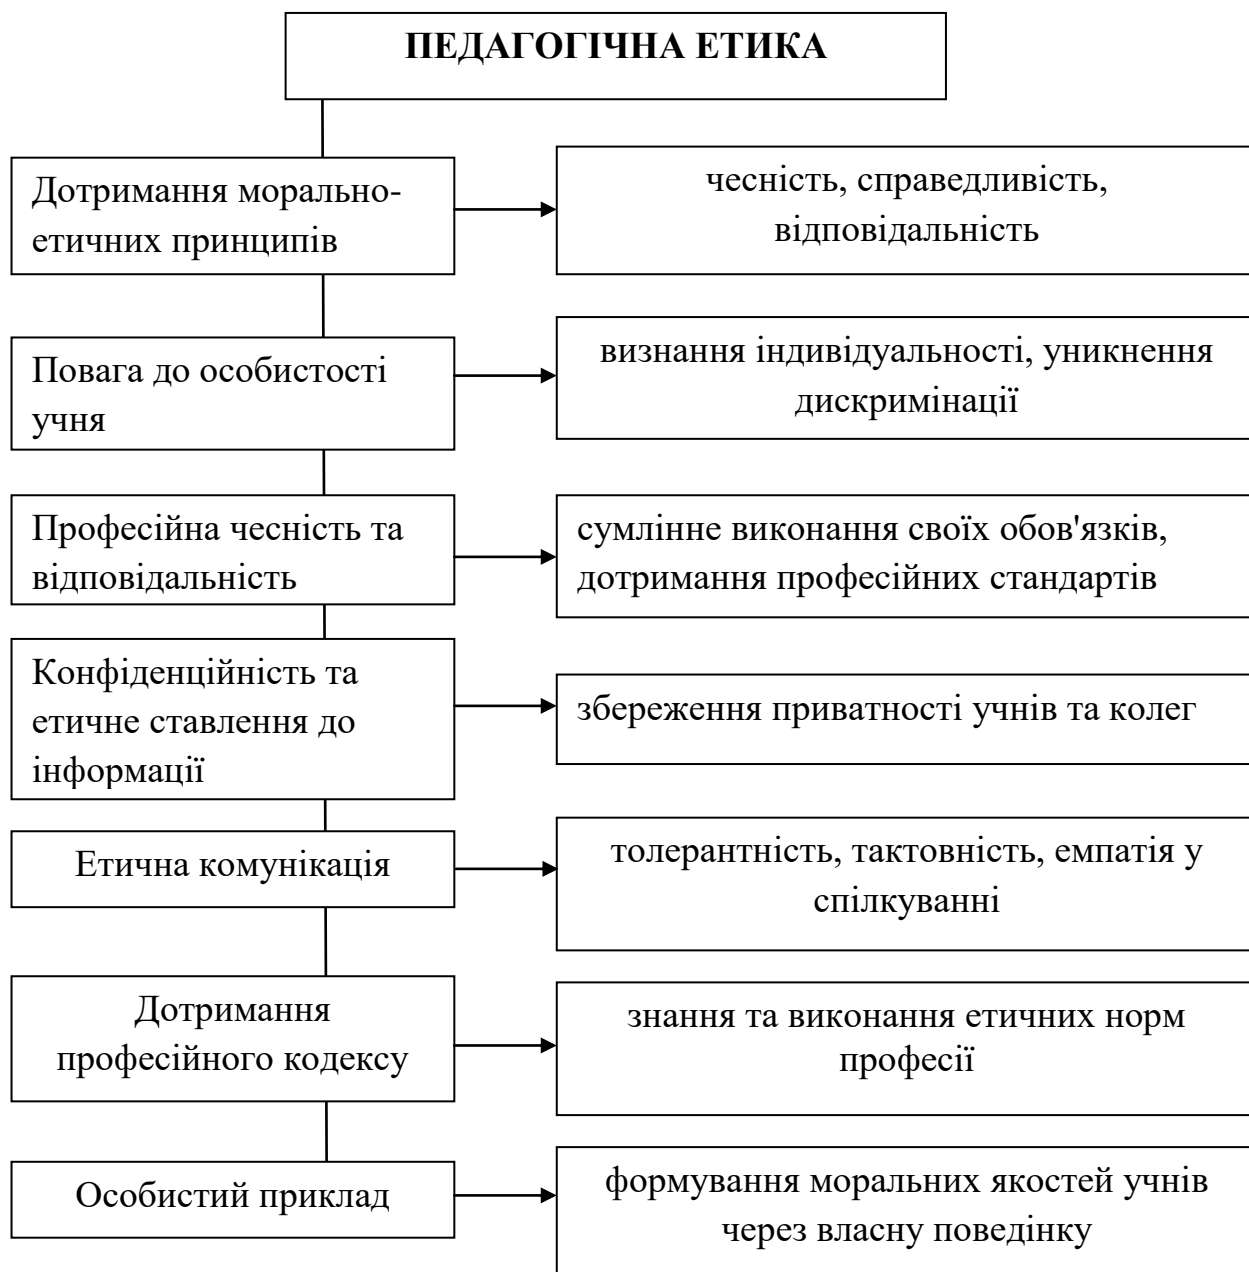 ПЕДАГОГІЧНА ЕТИКА
Дотримання морально-
етичних принципів
чесність, справедливість,
відповідальність
Повага до особистості
учня
визнання індивідуальності, уникнення
дискримінації
Професійна чесність та
відповідальність
сумлінне виконання своїх обов'язків,
дотримання професійних стандартів
Конфіденційність та
етичне ставлення до
інформації
збереження приватності учнів та колег
Етична комунікація
толерантність, тактовність, емпатія у
спілкуванні
Дотримання
професійного кодексу
знання та виконання етичних норм
професії
Особистий приклад
формування моральних якостей учнів
через власну поведінку